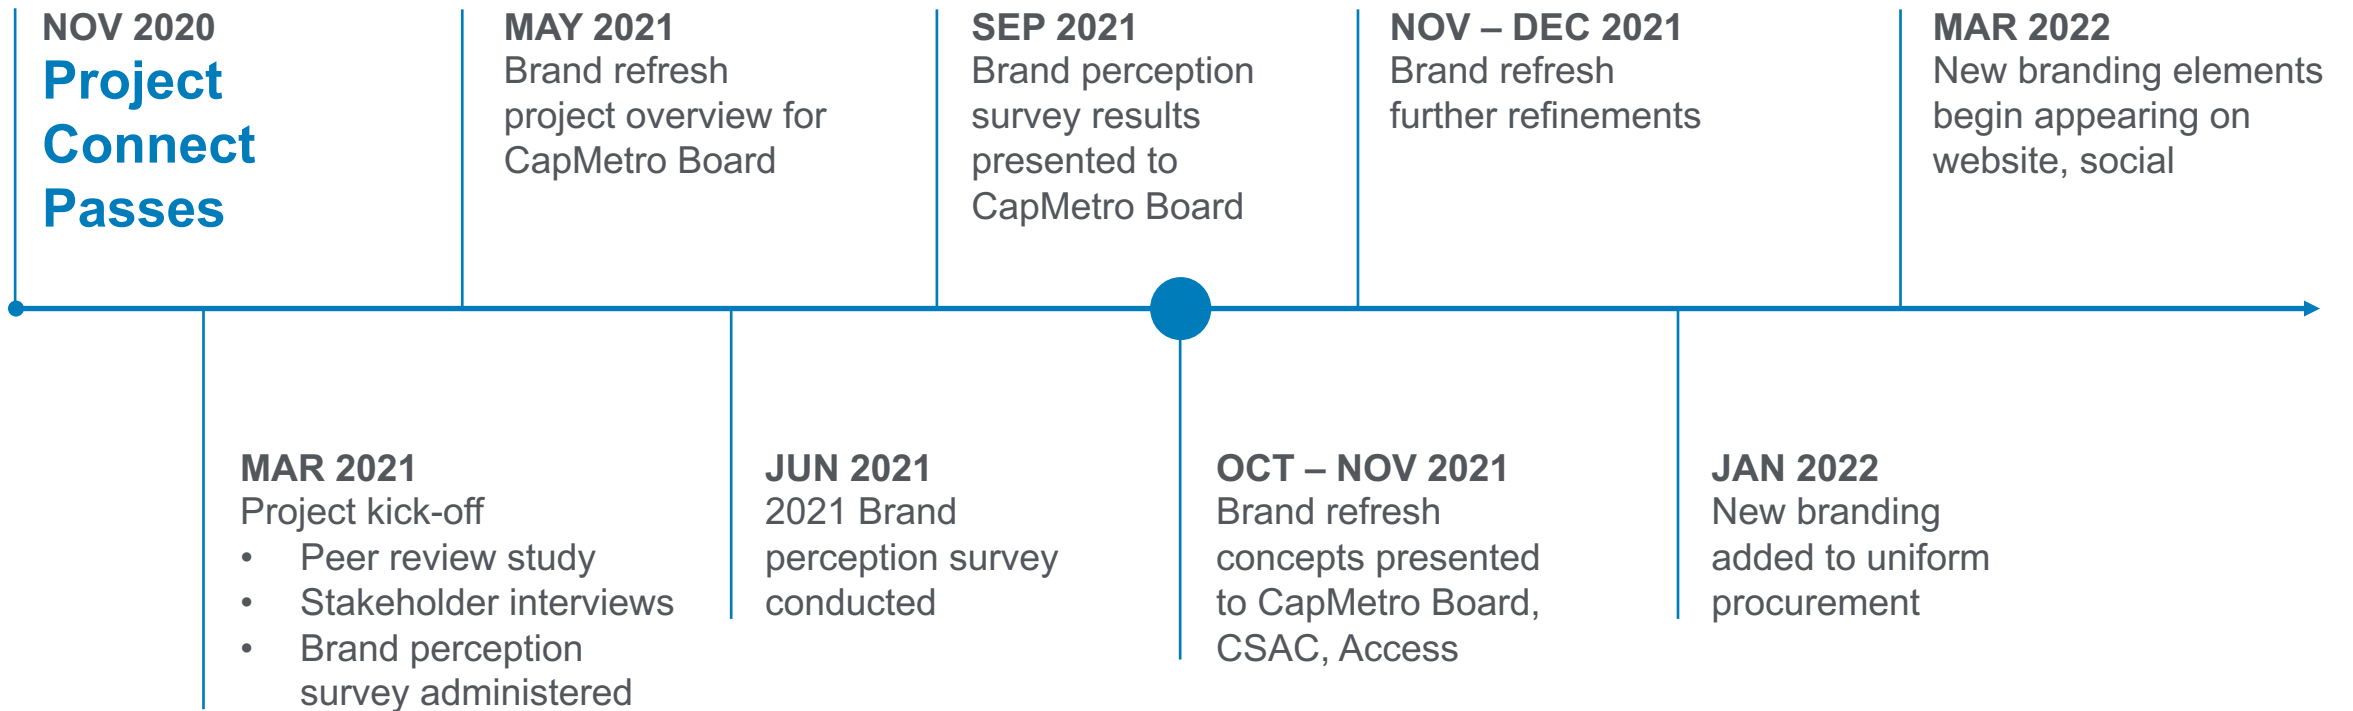 NOV 2020
Project
Connect
Passes
MAR 2021
Project kick-off
• Peer review study
• Stakeholder interviews
• Brand perception
survey administered
MAY 2021
Brand refresh
project overview for
CapMetro Board
JUN 2021
2021 Brand
perception survey
conducted
SEP 2021
Brand perception
survey results
presented to
CapMetro Board
OCT – NOV 2021
Brand refresh
concepts presented
to CapMetro Board,
CSAC, Access
NOV – DEC 2021
Brand refresh
further refinements
JAN 2022
New branding
added to uniform
procurement
MAR 2022
New branding elements
begin appearing on
website, social